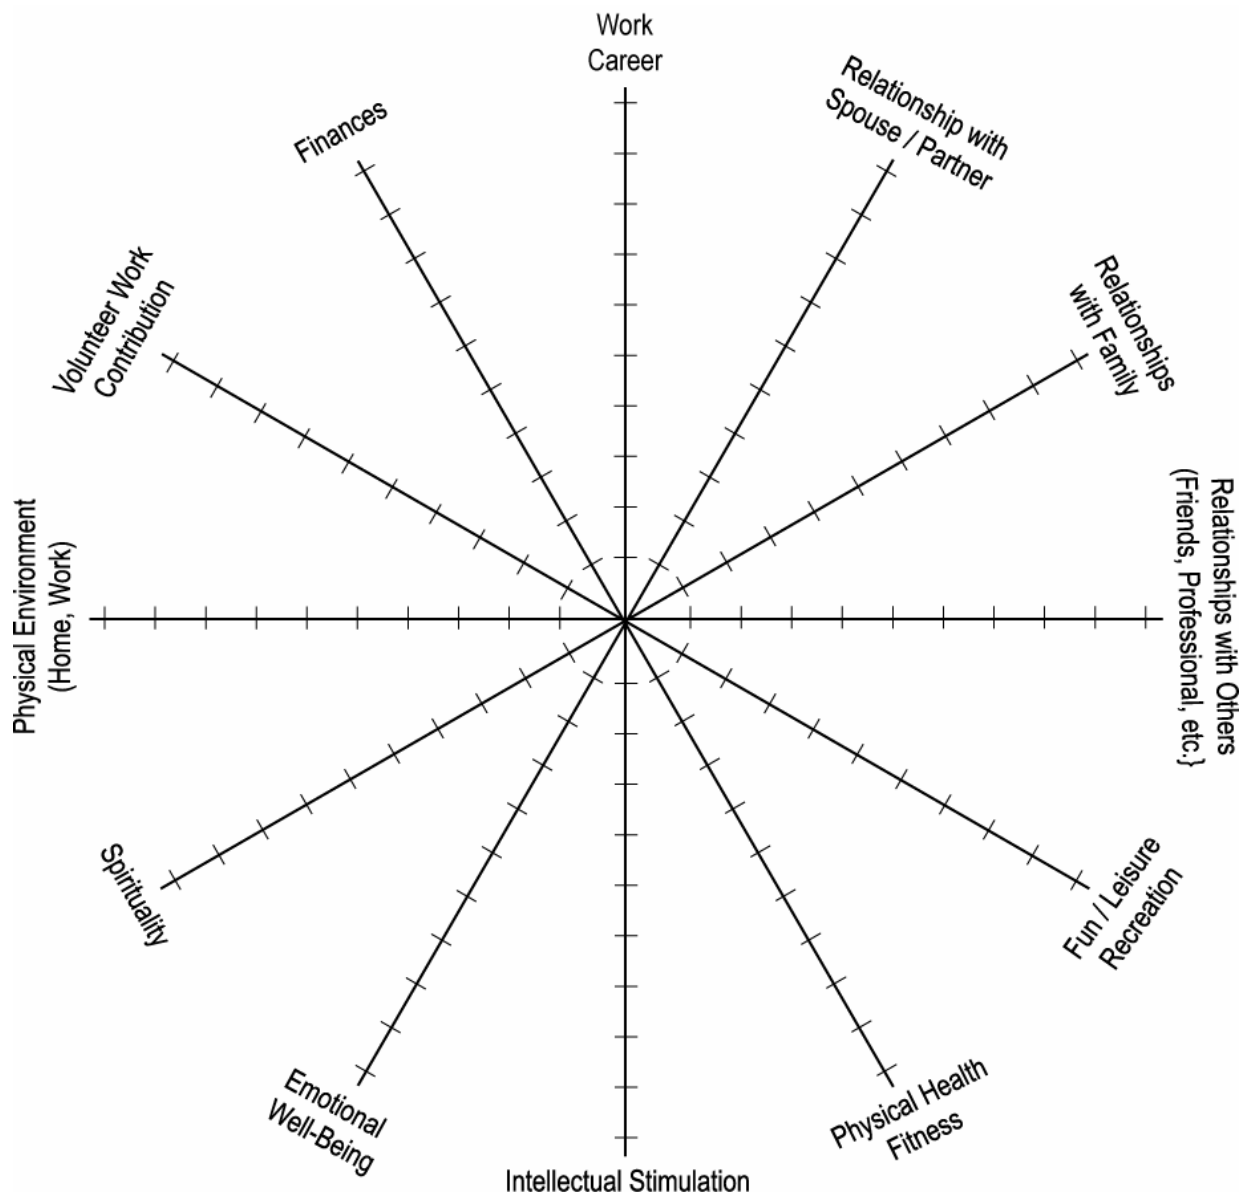 Work
Career
Relationship with
Spouse / Partner
Relationships
with Family
Relationships with Others
(Friends, Professional, etc.}
Fun / Leisure
Recreation
Physical Health
Fitness
Intellectual Stimulation
Emotional
Well-Being
Spirituality
Physical Environment
(Home, Work)
Volunteer Work
Contribution
Finances